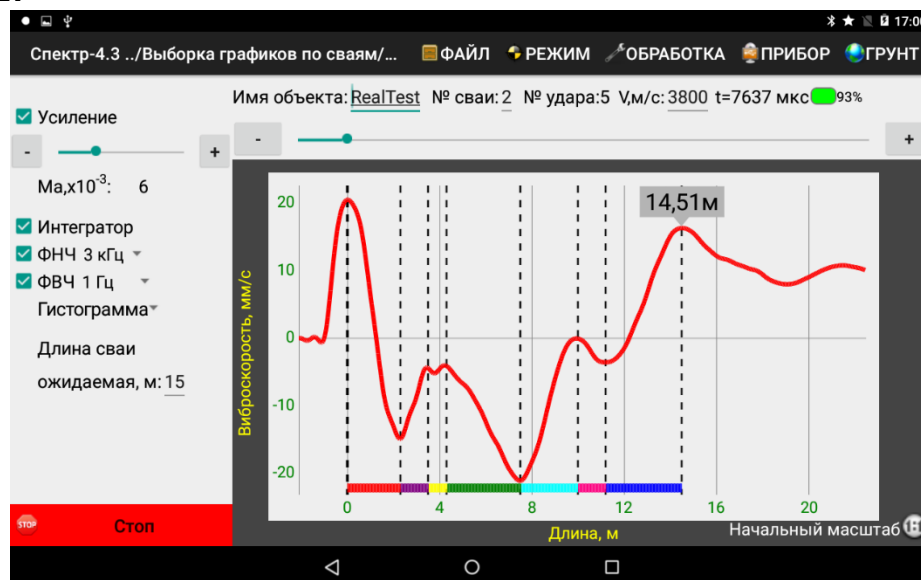 17:00
Спектр-4.3 ../Выборка графиков по сваям/... ФАЙЛ РЕЖИМ ОБРАБОТКА ПРИБОР ГРУНТ
Имя объекта: RealTest № сваи: 2 № удара:5 V,м/с: 3800 t=7637 мкс 93%
Усиление
- +
- +
Ма,х10⁻³: 6
Интегратор
ФНЧ 3 кГц
ФВЧ 1 Гц
Гистограмма
Длина сваи
ожидаемая, м: 15
STOP Стоп
Виброскорость, мм/с
20
10
0
-10
-20
14,51м
0 4 8 12 16 20
Длина, м
Начальный масштаб